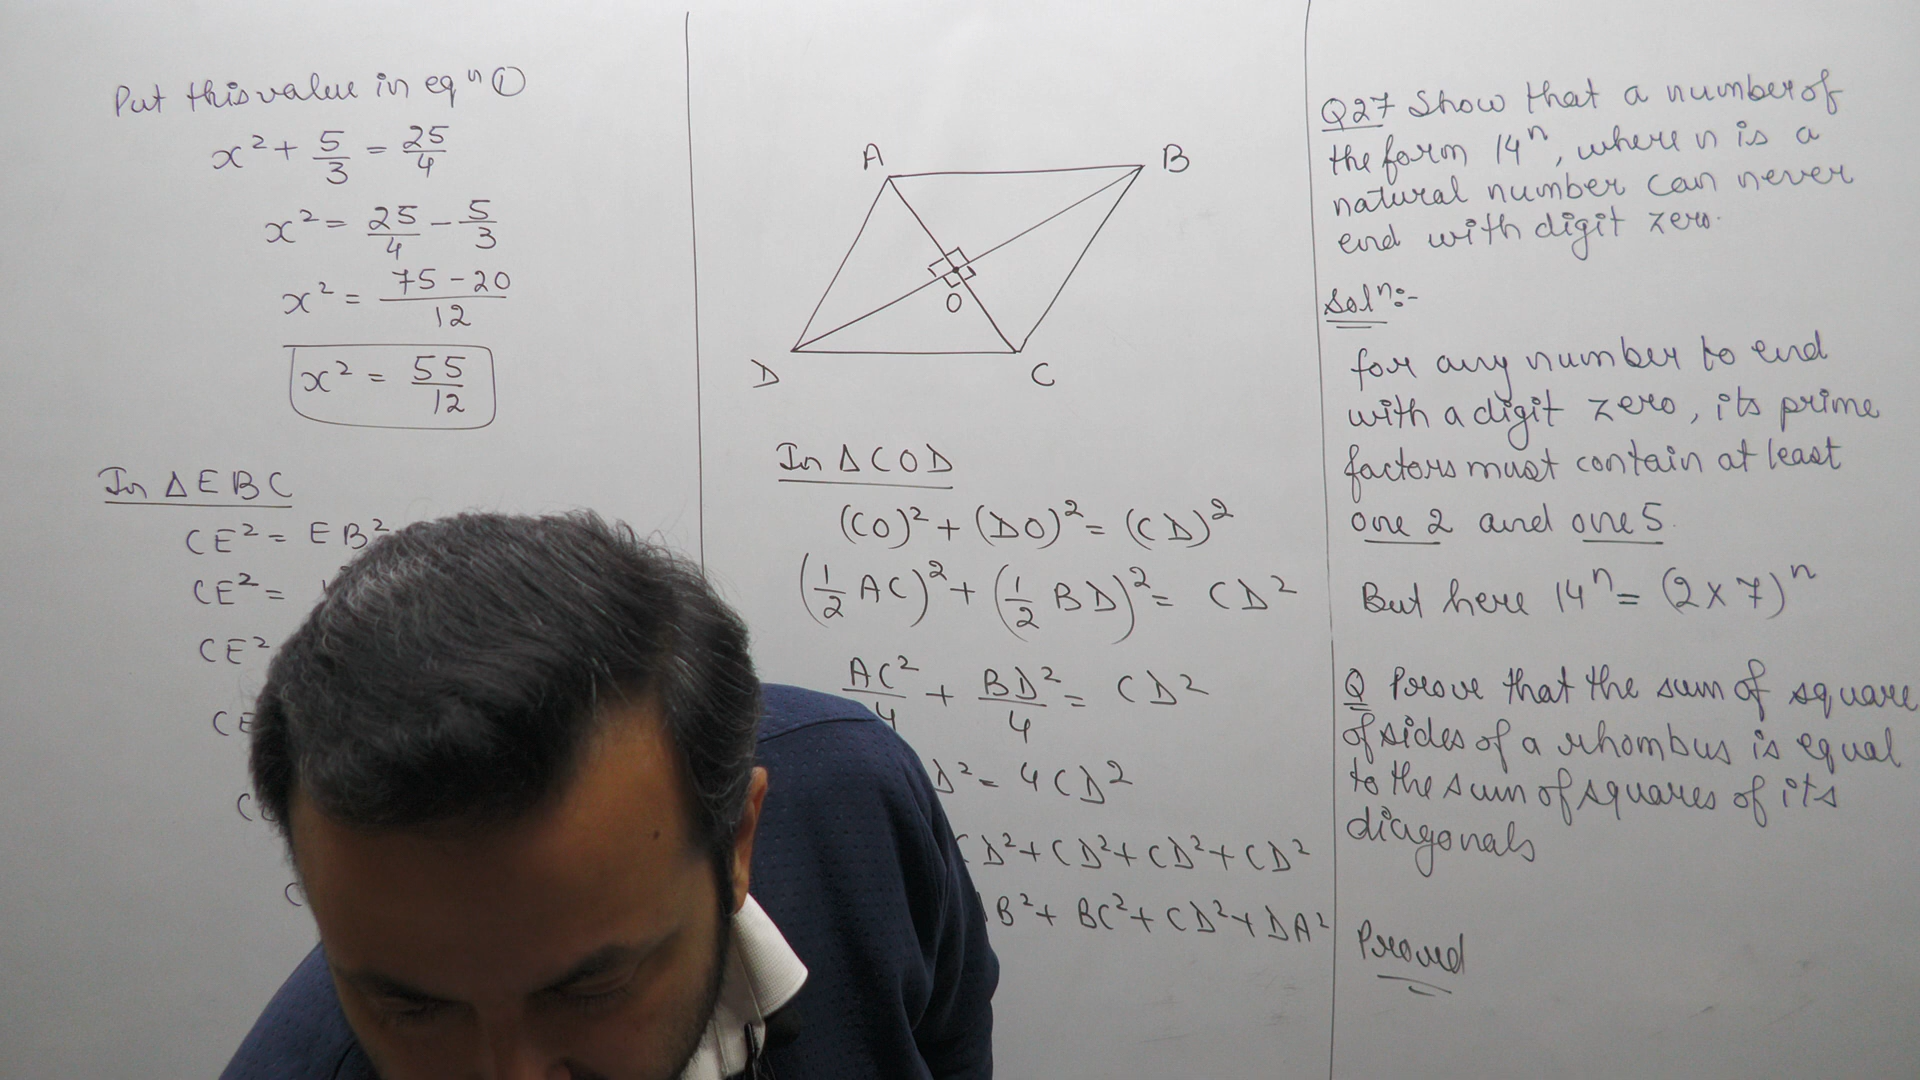 Put this value in eqⁿ ①
x² + 5/3 = 25/4
x² = 25/4 - 5/3
x² = 75 - 20 / 12
x² = 55/12
In Δ EBC
CE² = EB²
CE² =
CE²
CE
C
C
A B
O
D C
In Δ COD
(CO)² + (DO)² = (CD)²
(1/2 AC)² + (1/2 BD)² = CD²
AC²/4 + BD²/4 = CD²
D² = 4CD²
CD² + CD² + CD² + CD²
AB² + BC² + CD² + DA²
Q27 Show that a number of
the form 14ⁿ, where n is a
natural number can never
end with digit zero.
Solⁿ:-
for any number to end
with a digit zero, its prime
factors must contain at least
one 2 and one 5.
But here 14ⁿ = (2 x 7)ⁿ
Q Prove that the sum of square
of sides of a rhombus is equal
to the sum of squares of its
diagonals
Proved